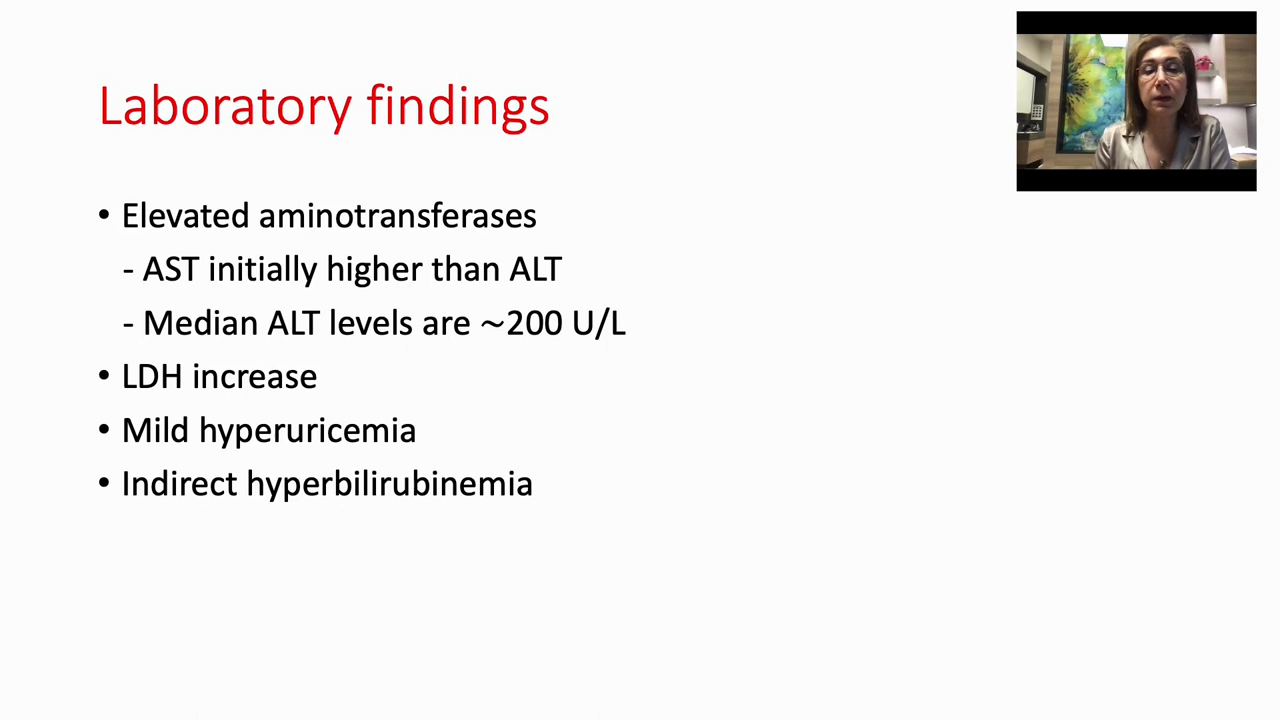 Laboratory findings
• Elevated aminotransferases
- AST initially higher than ALT
- Median ALT levels are ~200 U/L
• LDH increase
• Mild hyperuricemia
• Indirect hyperbilirubinemia